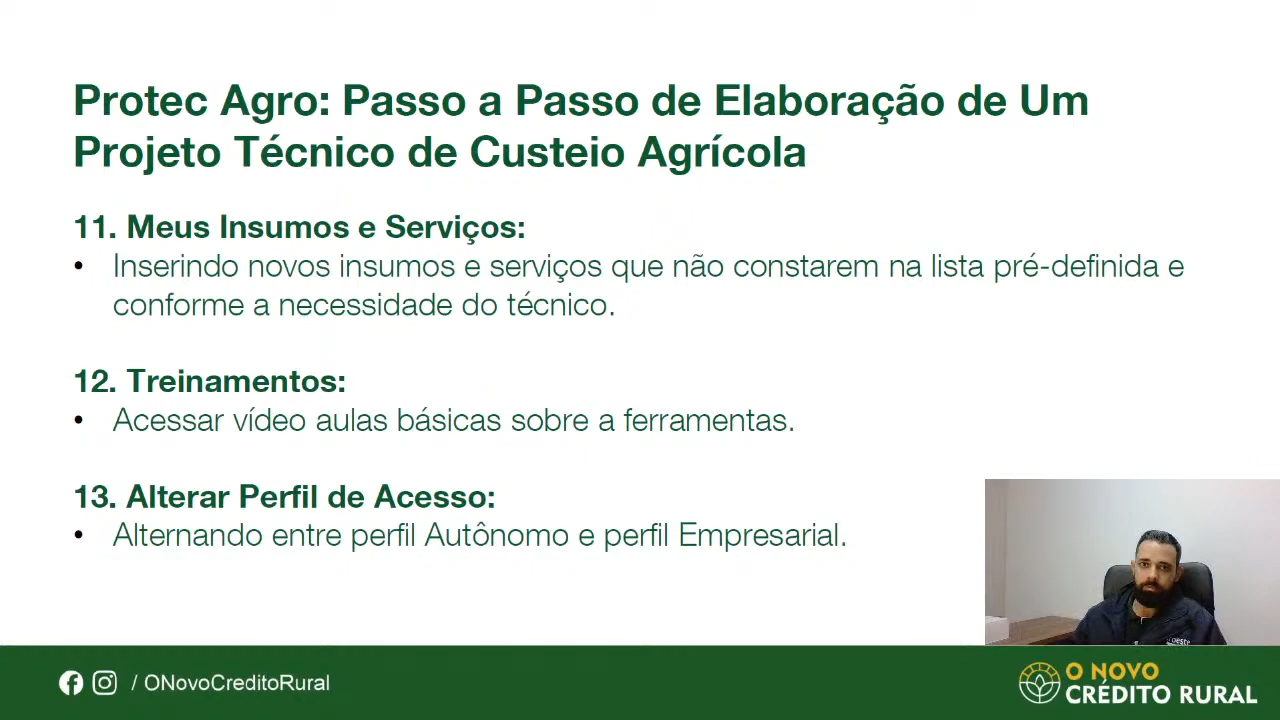 Protec Agro: Passo a Passo de Elaboração de Um
Projeto Técnico de Custeio Agrícola
11. Meus Insumos e Serviços:
• Inserindo novos insumos e serviços que não constarem na lista pré-definida e
conforme a necessidade do técnico.
12. Treinamentos:
• Acessar vídeo aulas básicas sobre a ferramentas.
13. Alterar Perfil de Acesso:
• Alternando entre perfil Autônomo e perfil Empresarial.
/ ONovoCreditoRural
O NOVO
CRÉDITO RURAL